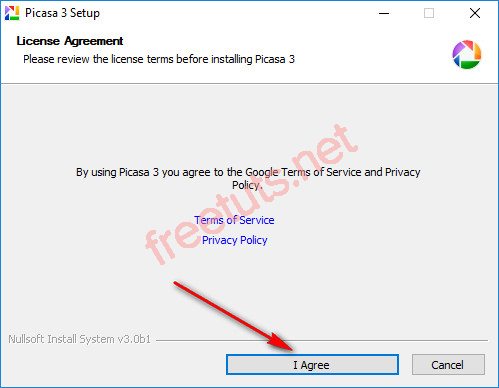 Picasa 3 Setup
License Agreement
Please review the license terms before installing Picasa 3
By using Picasa 3 you agree to the Google Terms of Service and Privacy
Policy.
Terms of Service
Privacy Policy
freetuts.net
Nullsoft Install System v3.0b1
I Agree
Cancel